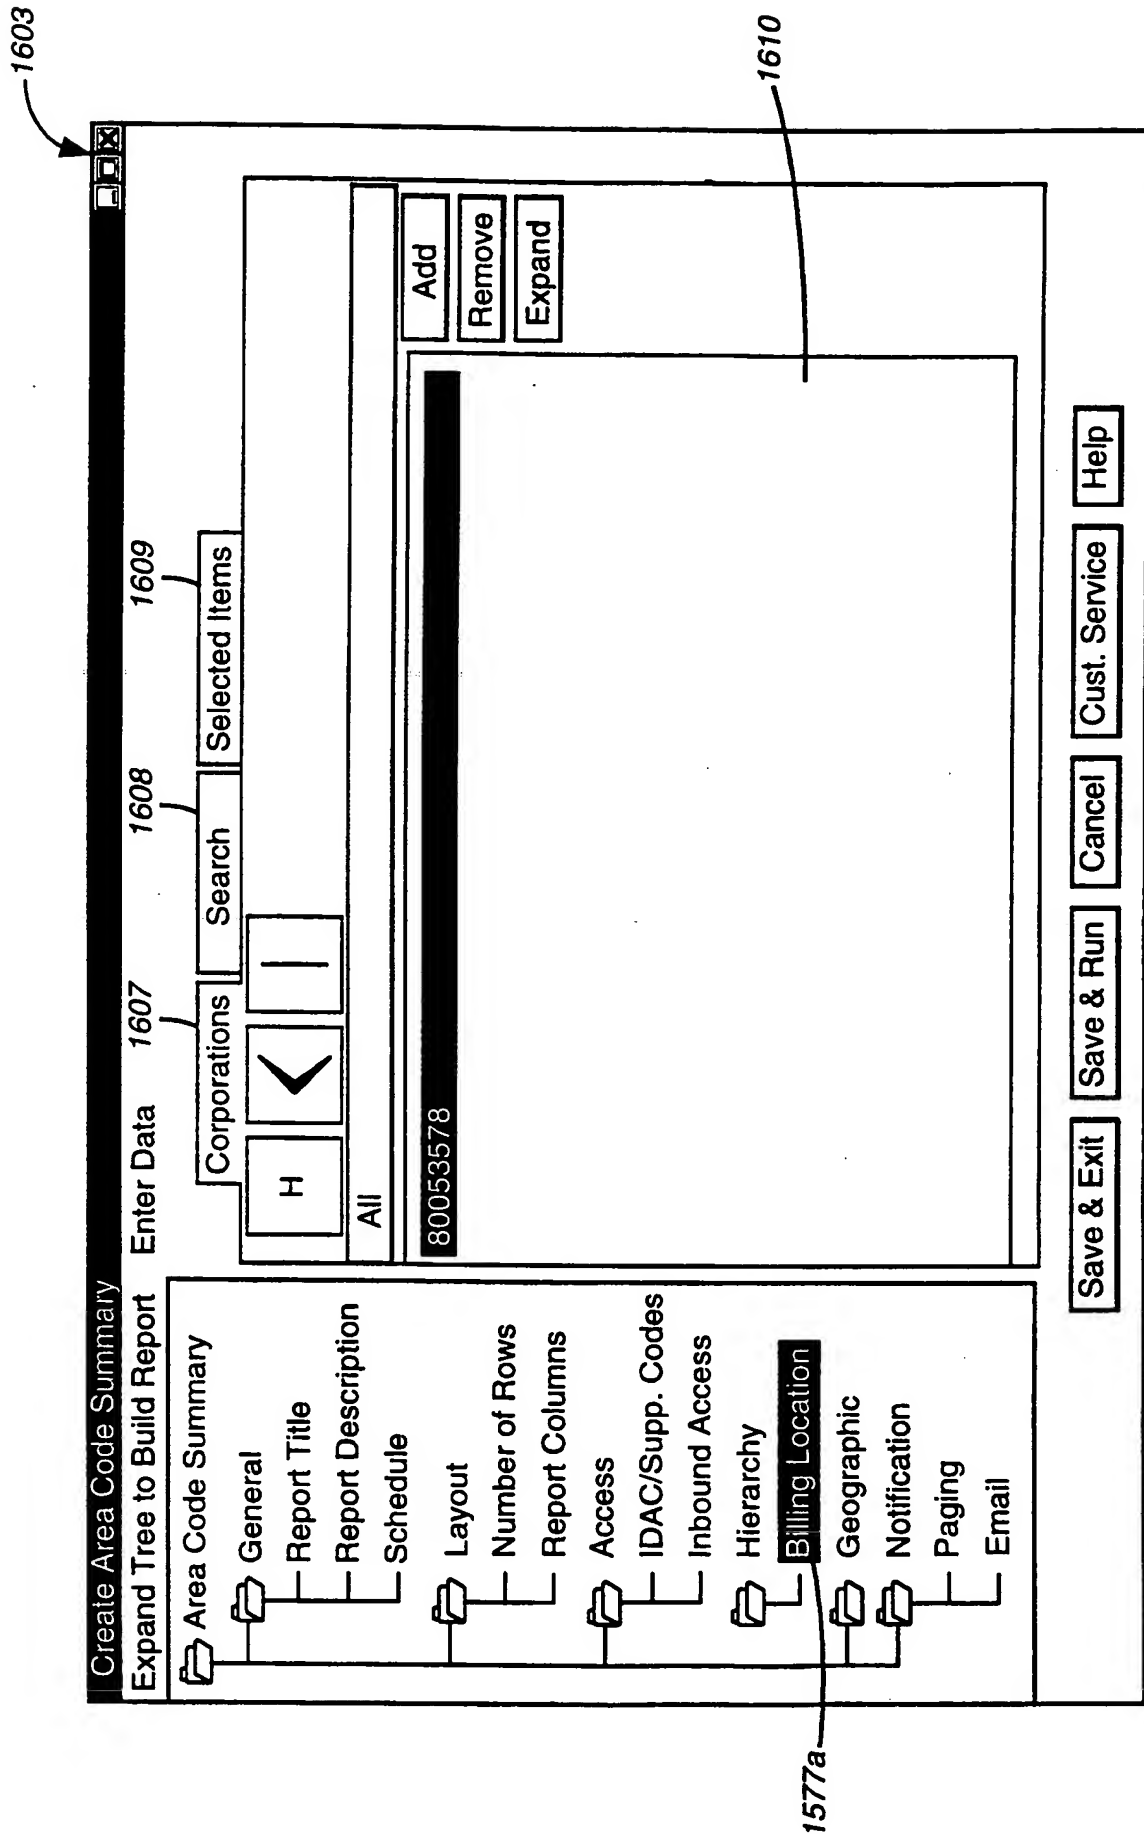 1603
Create Area Code Summary
Expand Tree to Build Report
Enter Data
1607
1608
1609
Area Code Summary
General
Report Title
Report Description
Schedule
Layout
Number of Rows
Report Columns
Access
IDAC/Supp. Codes
Inbound Access
Hierarchy
Billing Location
Geographic
Notification
Paging
Email
1577a
Corporations
Search
Selected Items
H
All
80053578
Add
Remove
Expand
1610
Save & Exit
Save & Run
Cancel
Cust. Service
Help